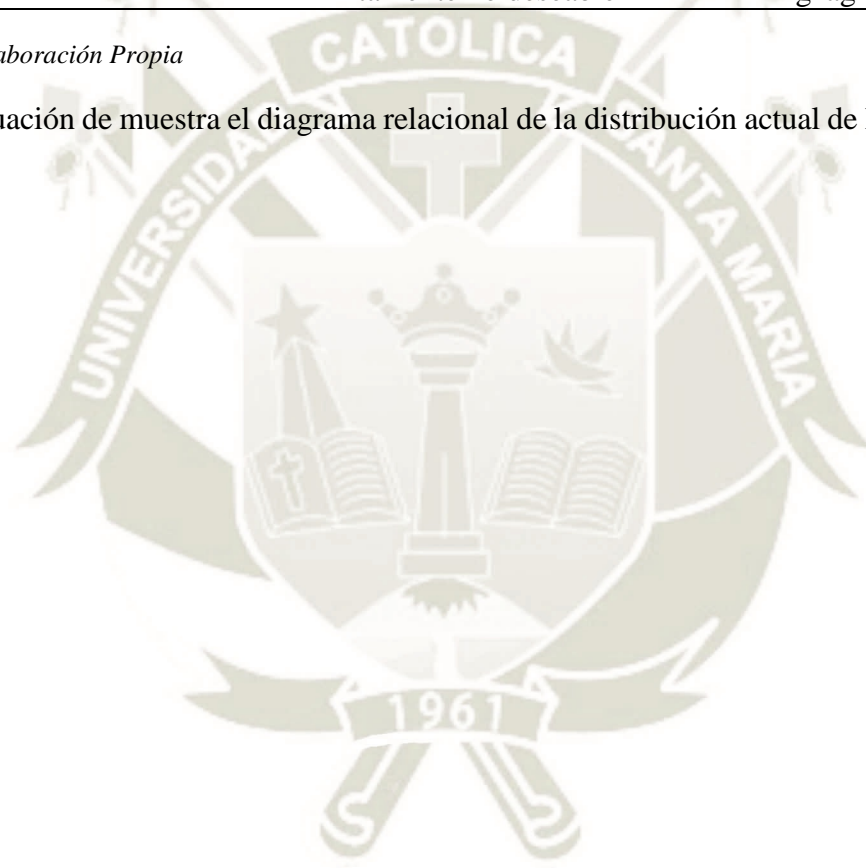 aboración Propia
uación de muestra el diagrama relacional de la distribución actual de
UNIVERSIDAD CATOLICA SANTA MARIA
1961